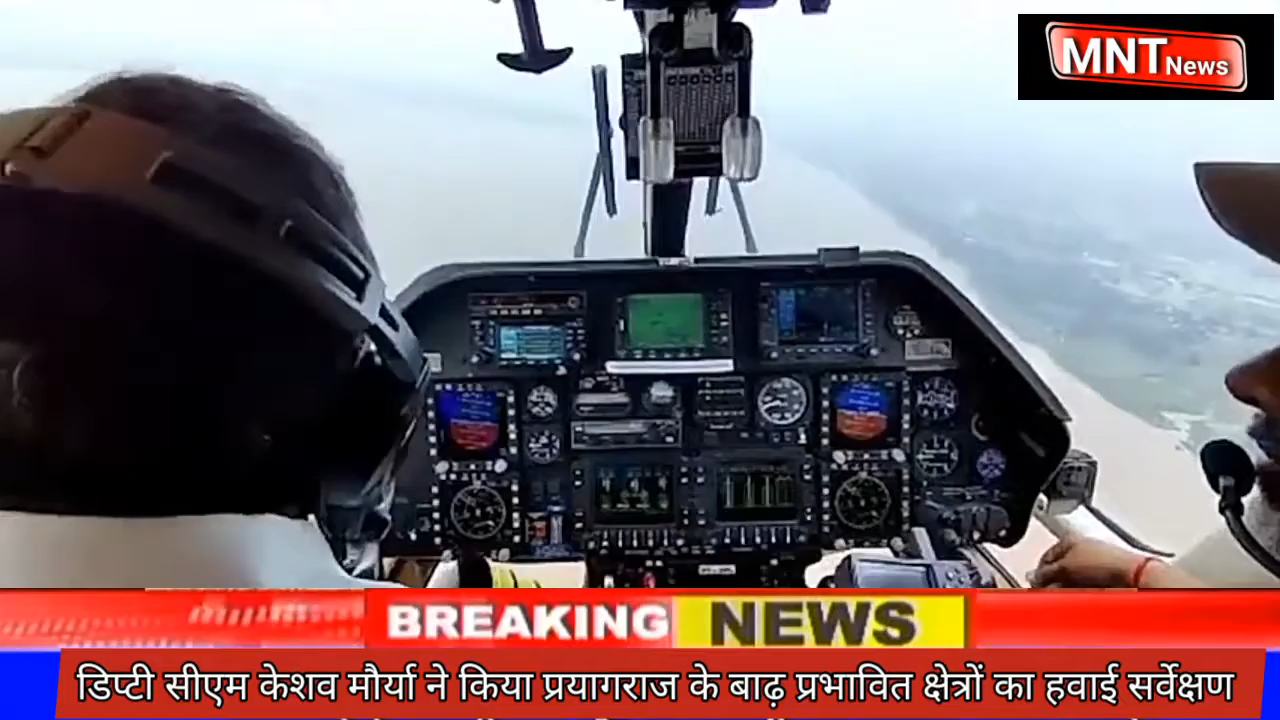 MNT News
BREAKING NEWS
डिप्टी सीएम केशव मौर्या ने किया प्रयागराज के बाढ़ प्रभावित क्षेत्रों का हवाई सर्वेक्षण